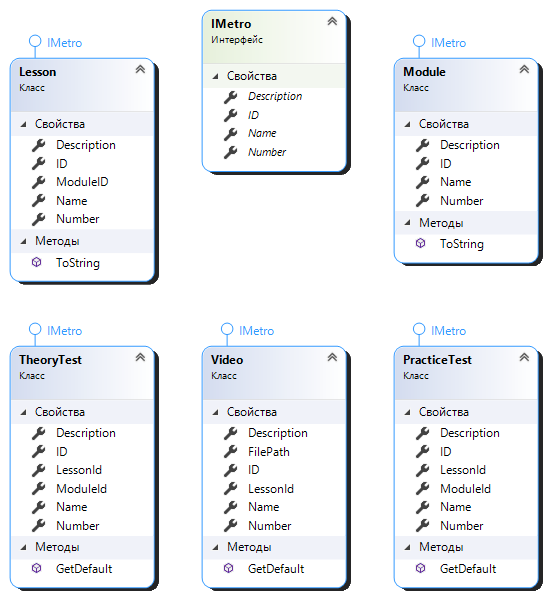 IMetro
Lesson
Класс
Свойства
Description
ID
ModuleID
Name
Number
Методы
ToString
IMetro
Интерфейс
Свойства
Description
ID
Name
Number
IMetro
Module
Класс
Свойства
Description
ID
Name
Number
Методы
ToString
IMetro
TheoryTest
Класс
Свойства
Description
ID
LessonId
ModuleId
Name
Number
Методы
GetDefault
IMetro
Video
Класс
Свойства
Description
FilePath
ID
LessonId
Name
Number
Методы
GetDefault
IMetro
PracticeTest
Класс
Свойства
Description
ID
LessonId
ModuleId
Name
Number
Методы
GetDefault